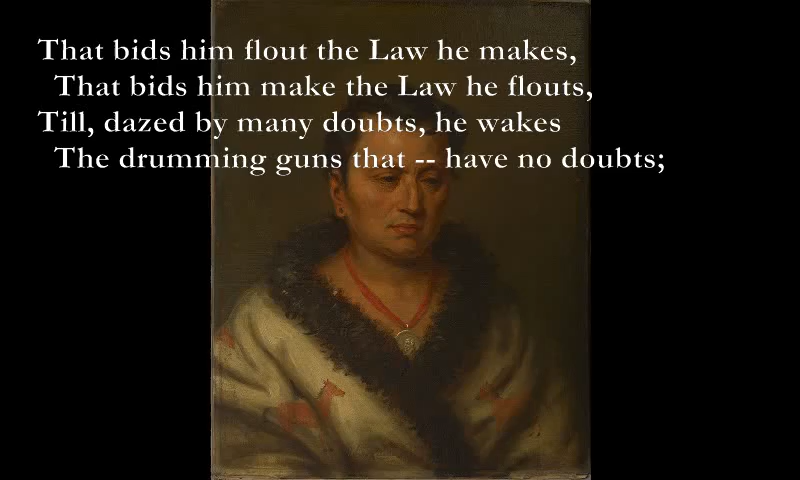 That bids him flout the Law he makes,
That bids him make the Law he flouts,
Till, dazed by many doubts, he wakes
The drumming guns that -- have no doubts;